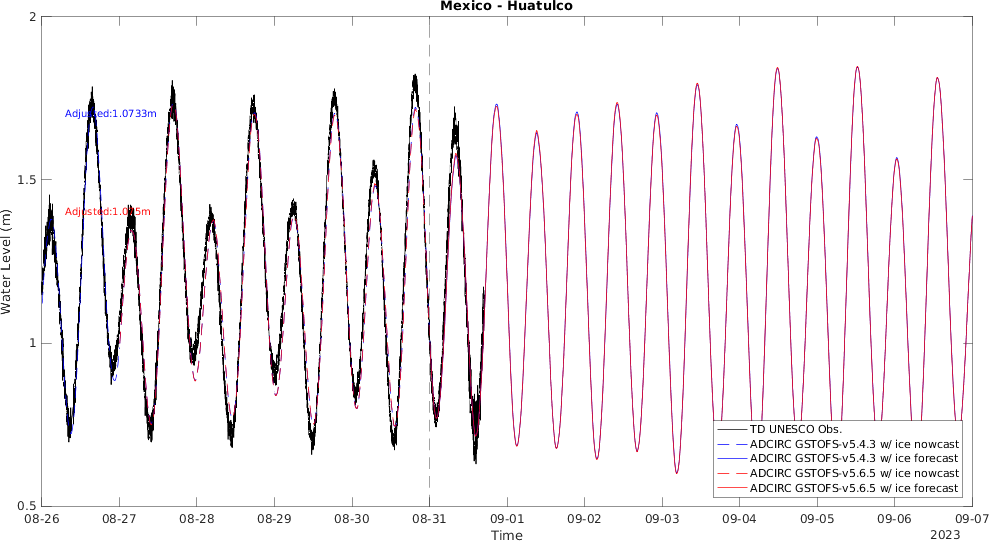 Mexico - Huatulco
2
1.5
1
0.5
Water Level (m)
Adjusted:1.0733m
08-26
08-27
08-28
08-29
08-30
08-31
09-01
09-02
09-03
09-04
09-05
09-06
09-07
Time
2023
TD UNESCO Obs.
ADCIRC GSTOFS-v5.4.3 w/ ice nowcast
ADCIRC GSTOFS-v5.4.3 w/ ice forecast
ADCIRC GSTOFS-v5.6.5 w/ ice nowcast
ADCIRC GSTOFS-v5.6.5 w/ ice forecast